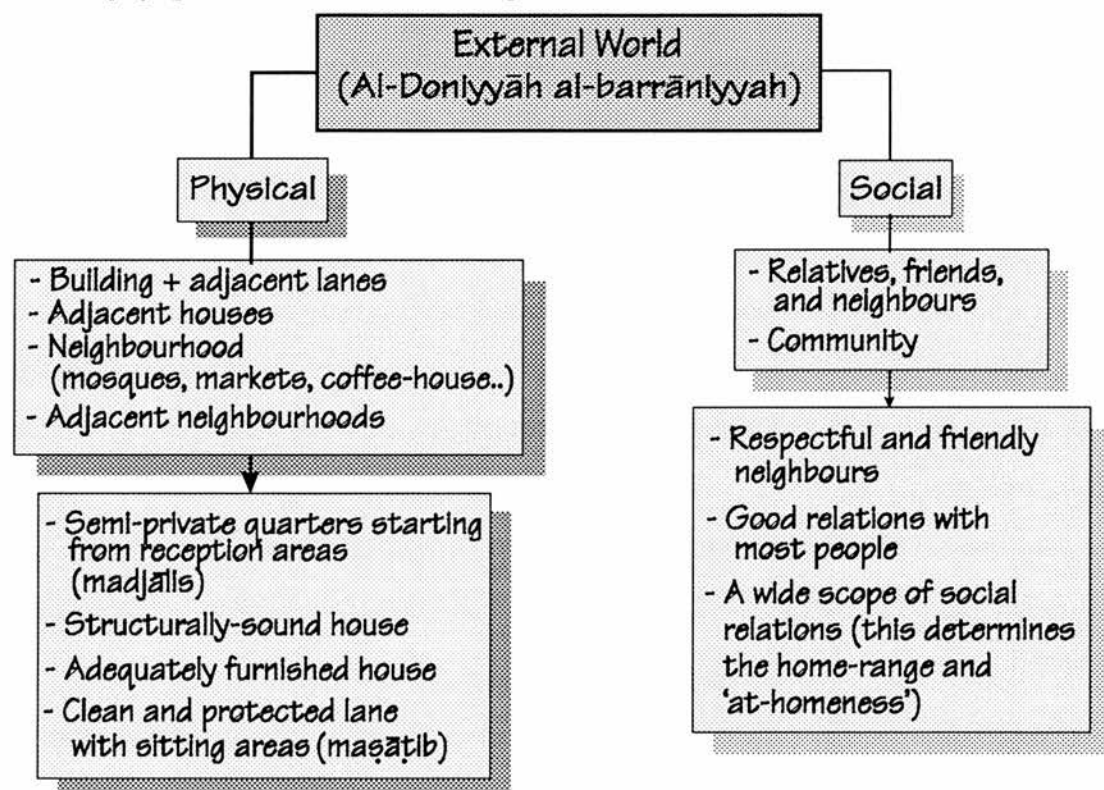 External World
(Al-Doniyyāh al-barrāniyyah)
Physical
- Building + adjacent lanes
- Adjacent houses
- Neighbourhood
(mosques, markets, coffee-house..)
- Adjacent neighbourhoods
- Semi-private quarters starting
from reception areas
(madjālis)
- Structurally-sound house
- Adequately furnished house
- Clean and protected lane
with sitting areas (maṣāṭib)
Social
- Relatives, friends,
and neighbours
- Community
- Respectful and friendly
neighbours
- Good relations with
most people
- A wide scope of social
relations (this determines
the home-range and
'at-homeness')